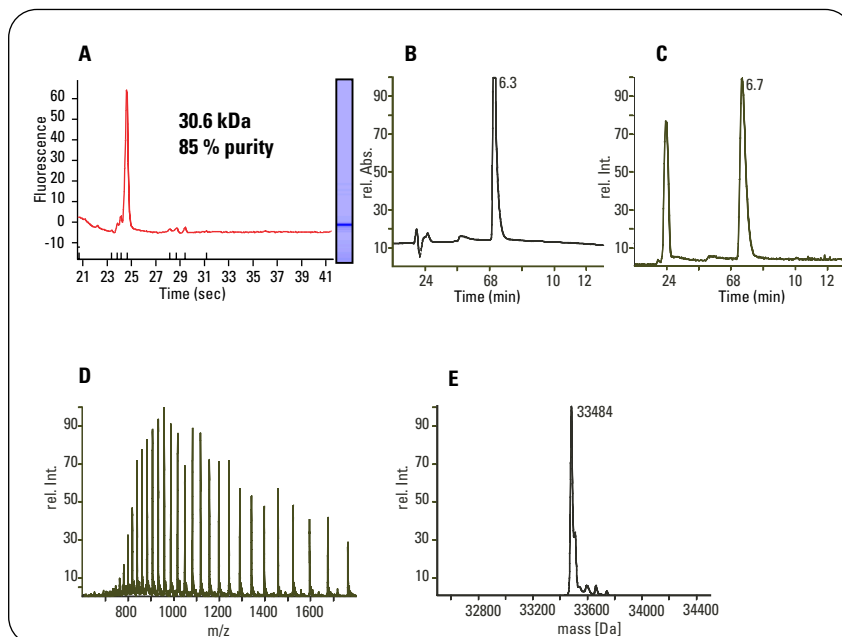 A
Fluorescence
60
50
40
30
20
10
0
-10
30.6 kDa
85 % purity
21 23 25 27 29 31 33 35 37 39 41
Time (sec)
B
rel. Abs.
90
70
50
30
10
6.3
24 68 10 12
Time (min)
C
rel. Int.
90
70
50
30
10
6.7
24 68 10 12
Time (min)
D
rel. Int.
90
70
50
30
10
800 1000 1200 1400 1600
m/z
E
rel. Int.
90
70
50
30
10
33484
32800 33200 33600 34000 34400
mass [Da]